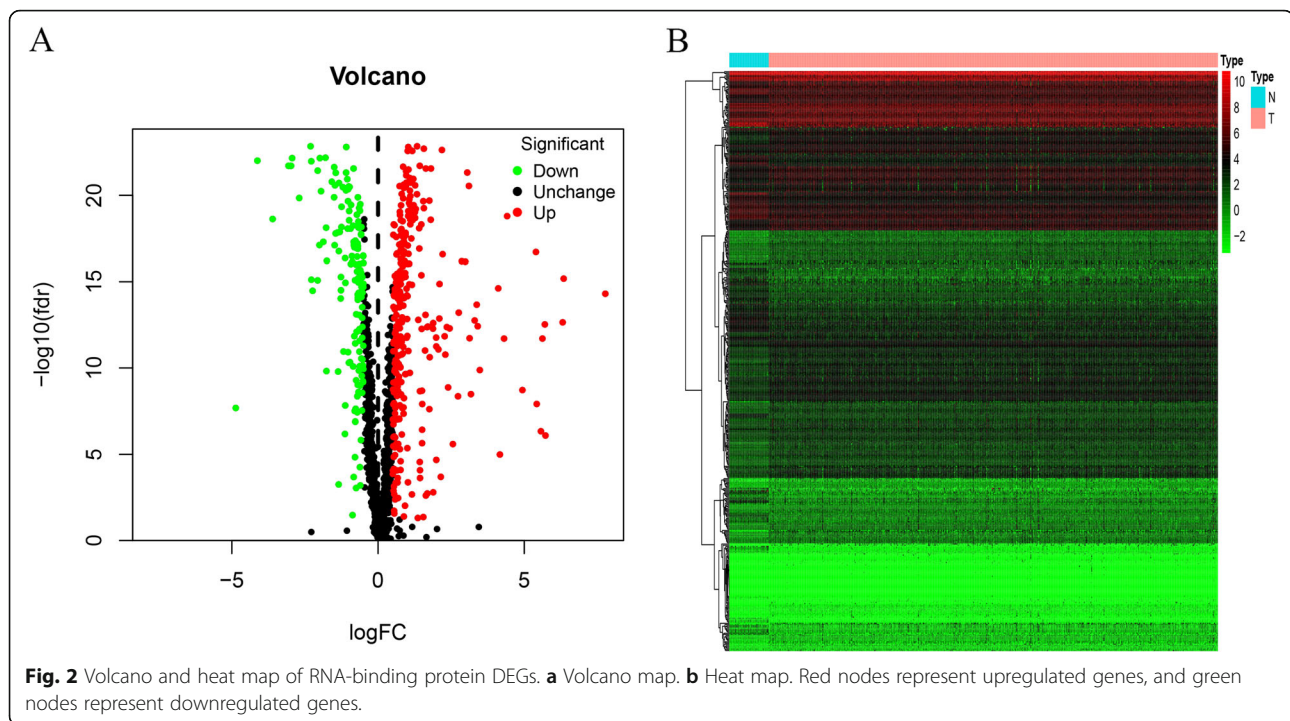 A
Volcano
Significant
Down
Unchange
Up
20
15
10
5
0
−5
0
5
−log10(fdr)
logFC
B
Type
10
8
6
4
2
0
−2
Type
N
T
Fig. 2 Volcano and heat map of RNA-binding protein DEGs. a Volcano map. b Heat map. Red nodes represent upregulated genes, and green
nodes represent downregulated genes.